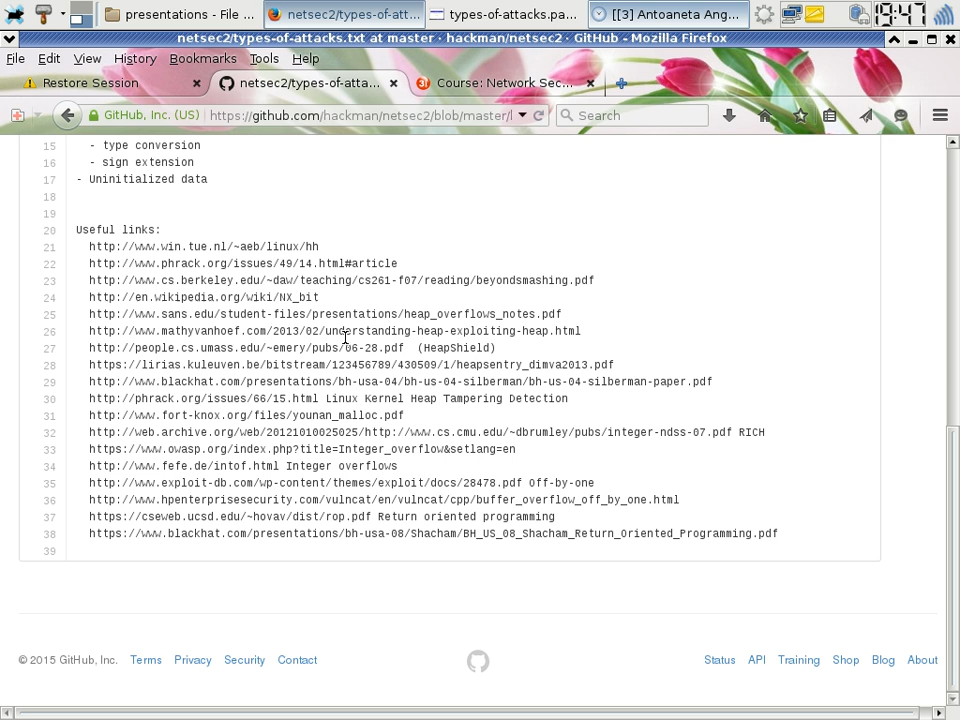 presentations - File ...
netsec2/types-of-att...
types-of-attacks.pa...
[[3] Antoaneta Ang...
19:47
netsec2/types-of-attacks.txt at master · hackman/netsec2 · GitHub - Mozilla Firefox
File Edit View History Bookmarks Tools Help
Restore Session
netsec2/types-of-atta...
Course: Network Sec...
GitHub, Inc. (US)
https://github.com/hackman/netsec2/blob/master/l
Search
15 - type conversion
16 - sign extension
17 - Uninitialized data
18
19
20 Useful links:
21 http://www.win.tue.nl/~aeb/linux/hh
22 http://www.phrack.org/issues/49/14.html#article
23 http://www.cs.berkeley.edu/~daw/teaching/cs261-f07/reading/beyondsmashing.pdf
24 http://en.wikipedia.org/wiki/NX_bit
25 http://www.sans.edu/student-files/presentations/heap_overflows_notes.pdf
26 http://www.mathyvanhoef.com/2013/02/understanding-heap-exploiting-heap.html
27 http://people.cs.umass.edu/~emery/pubs/06-28.pdf (HeapShield)
28 https://lirias.kuleuven.be/bitstream/123456789/430509/1/heapsentry_dimva2013.pdf
29 http://www.blackhat.com/presentations/bh-usa-04/bh-us-04-silberman/bh-us-04-silberman-paper.pdf
30 http://phrack.org/issues/66/15.html Linux Kernel Heap Tampering Detection
31 http://www.fort-knox.org/files/younan_malloc.pdf
32 http://web.archive.org/web/20121010025025/http://www.cs.cmu.edu/~dbrumley/pubs/integer-ndss-07.pdf RICH
33 https://www.owasp.org/index.php?title=Integer_overflow&setlang=en
34 http://www.fefe.de/intof.html Integer overflows
35 http://www.exploit-db.com/wp-content/themes/exploit/docs/28478.pdf Off-by-one
36 http://www.hpenterprisesecurity.com/vulncat/en/vulncat/cpp/buffer_overflow_off_by_one.html
37 https://cseweb.ucsd.edu/~hovav/dist/rop.pdf Return oriented programming
38 https://www.blackhat.com/presentations/bh-usa-08/Shacham/BH_US_08_Shacham_Return_Oriented_Programming.pdf
39
© 2015 GitHub, Inc. Terms Privacy Security Contact
Status API Training Shop Blog About